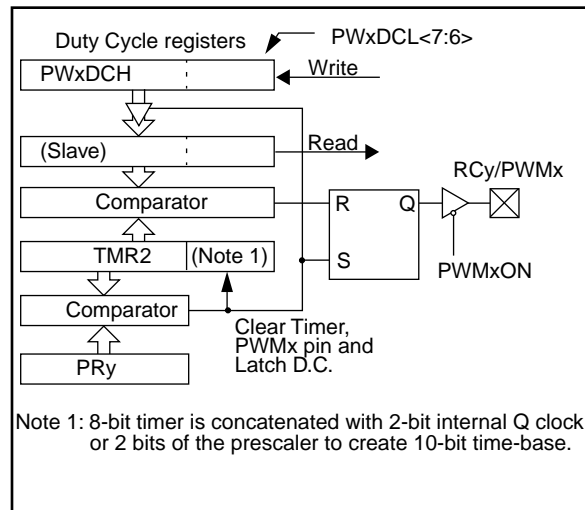 Duty Cycle registers
PWxDCL<7:6>
PWxDCH
Write
(Slave)
Read
RCy/PWMx
Comparator
R
Q
TMR2
(Note 1)
S
PWMxON
Comparator
Clear Timer,
PWMx pin and
Latch D.C.
PRy
Note 1: 8-bit timer is concatenated with 2-bit internal Q clock
or 2 bits of the prescaler to create 10-bit time-base.